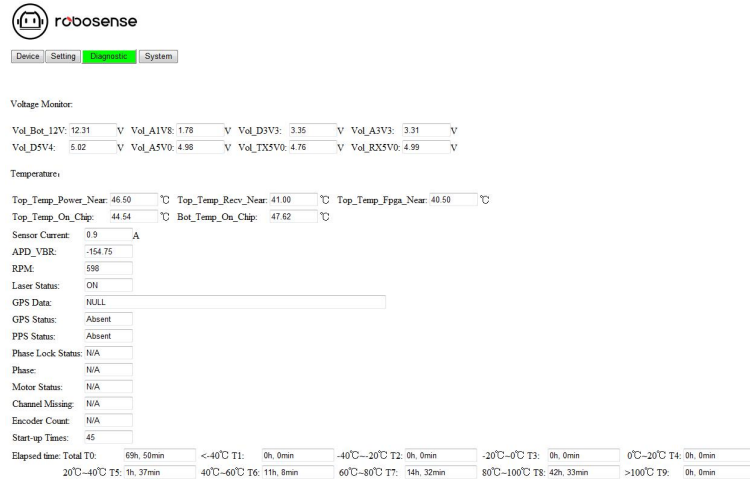 robosense
Device Setting Diagnostic System
Voltage Monitor:
Vol_Bot_12V: 12.31 V Vol_A1V8: 1.78 V Vol_D3V3: 3.35 V Vol_A3V3: 3.31 V
Vol_D5V4: 5.02 V Vol_A5V0: 4.98 V Vol_TX5V0: 4.76 V Vol_RX5V0: 4.99 V
Temperature:
Top_Temp_Power_Near: 46.50 ℃ Top_Temp_Recv_Near: 41.00 ℃ Top_Temp_Fpga_Near: 40.50 ℃
Top_Temp_On_Chip: 44.54 ℃ Bot_Temp_On_Chip: 47.62 ℃
Sensor Current: 0.9 A
APD_VBR: -154.75
RPM: 598
Laser Status: ON
GPS Data: NULL
GPS Status: Absent
PPS Status: Absent
Phase Lock Status: N/A
Phase: N/A
Motor Status: N/A
Channel Missing: N/A
Encoder Count: N/A
Start-up Times: 45
Elapsed time: Total T0: 69h, 50min <-40℃ T1: 0h, 0min -40℃~-20℃ T2: 0h, 0min -20℃~0℃ T3: 0h, 0min 0℃~20℃ T4: 0h, 0min
20℃~40℃ T5: 1h, 37min 40℃~60℃ T6: 11h, 8min 60℃~80℃ T7: 14h, 32min 80℃~100℃ T8: 42h, 33min >100℃ T9: 0h, 0min